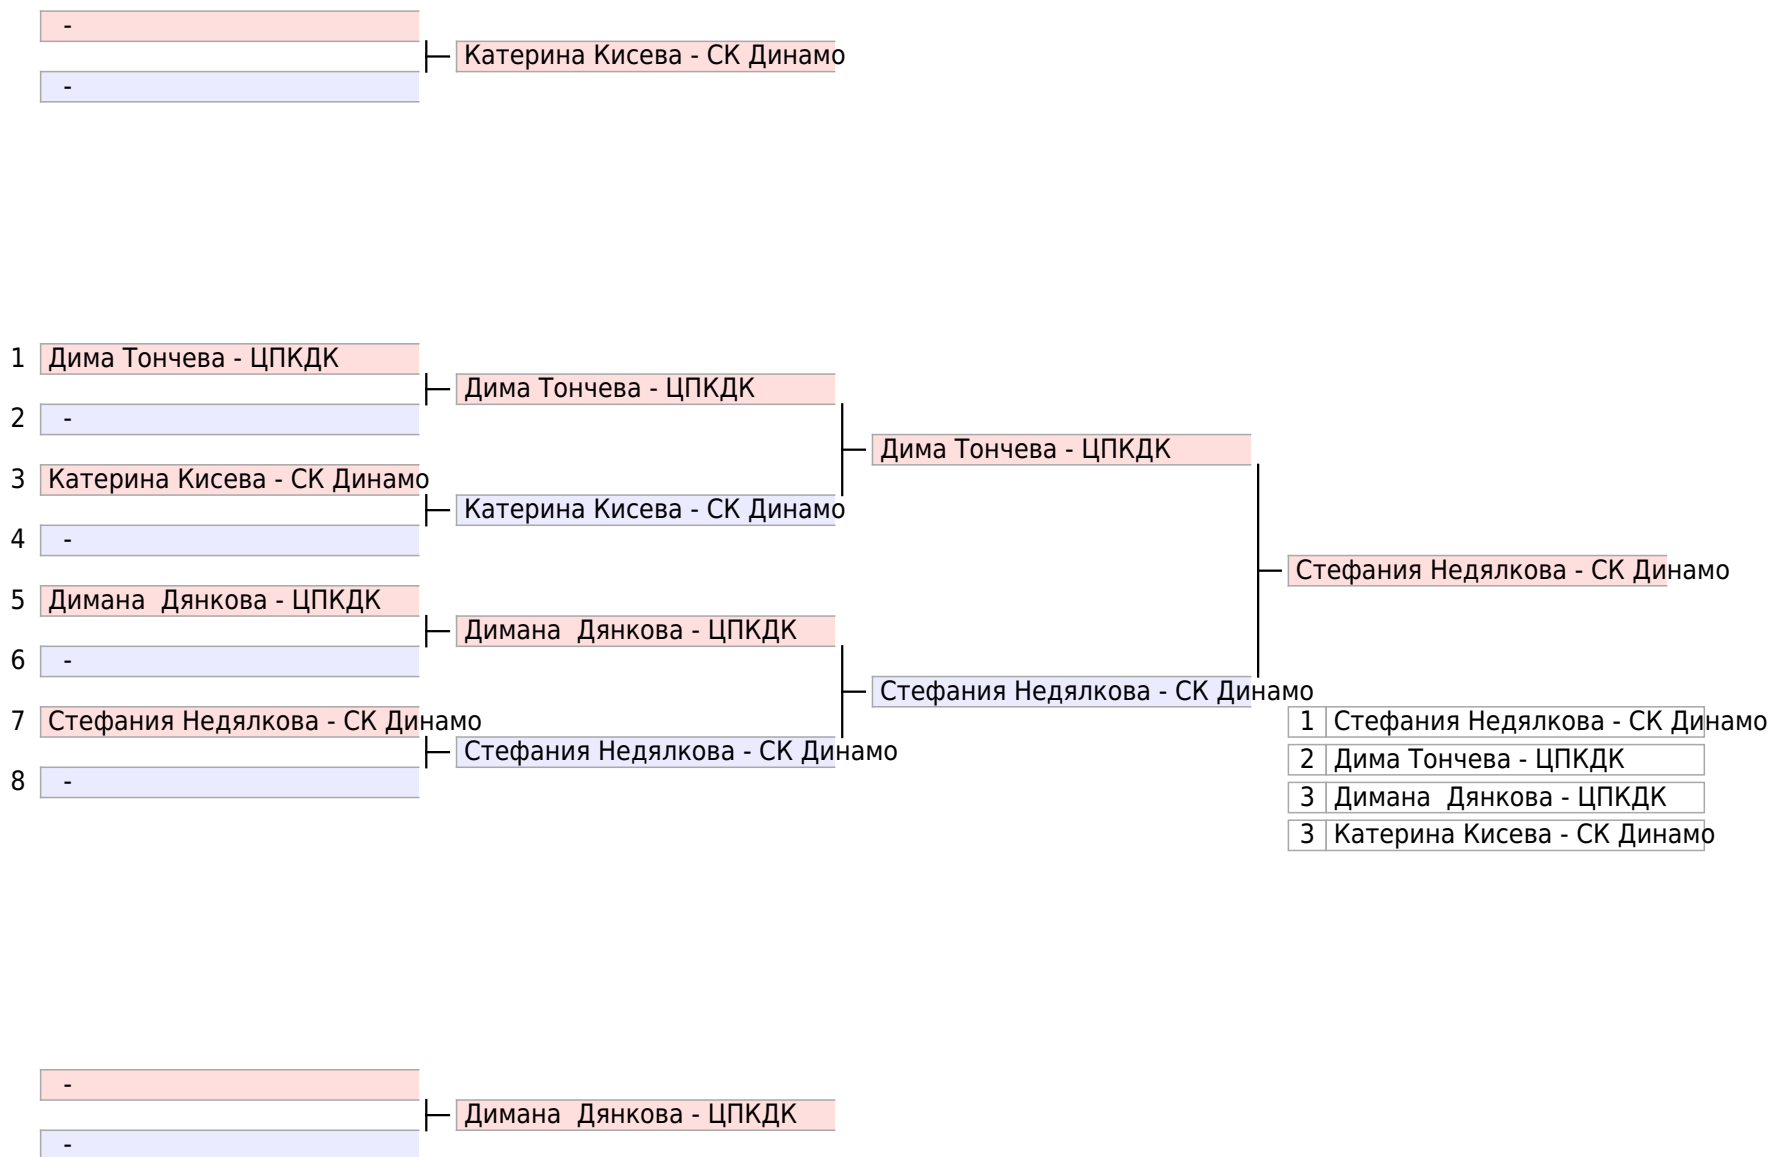 -
Катерина Кисева - СК Динамо
-
1 Дима Тончева - ЦПКДК
Дима Тончева - ЦПКДК
2 -
Дима Тончева - ЦПКДК
3 Катерина Кисева - СК Динамо
Катерина Кисева - СК Динамо
4 -
Стефания Недялкова - СК Динамо
5 Димана  Дянкова - ЦПКДК
Димана  Дянкова - ЦПКДК
6 -
Стефания Недялкова - СК Динамо
7 Стефания Недялкова - СК Динамо
1 Стефания Недялкова - СК Динамо
Стефания Недялкова - СК Динамо
2 Дима Тончева - ЦПКДК
8 -
3 Димана  Дянкова - ЦПКДК
3 Катерина Кисева - СК Динамо
-
Димана  Дянкова - ЦПКДК
-